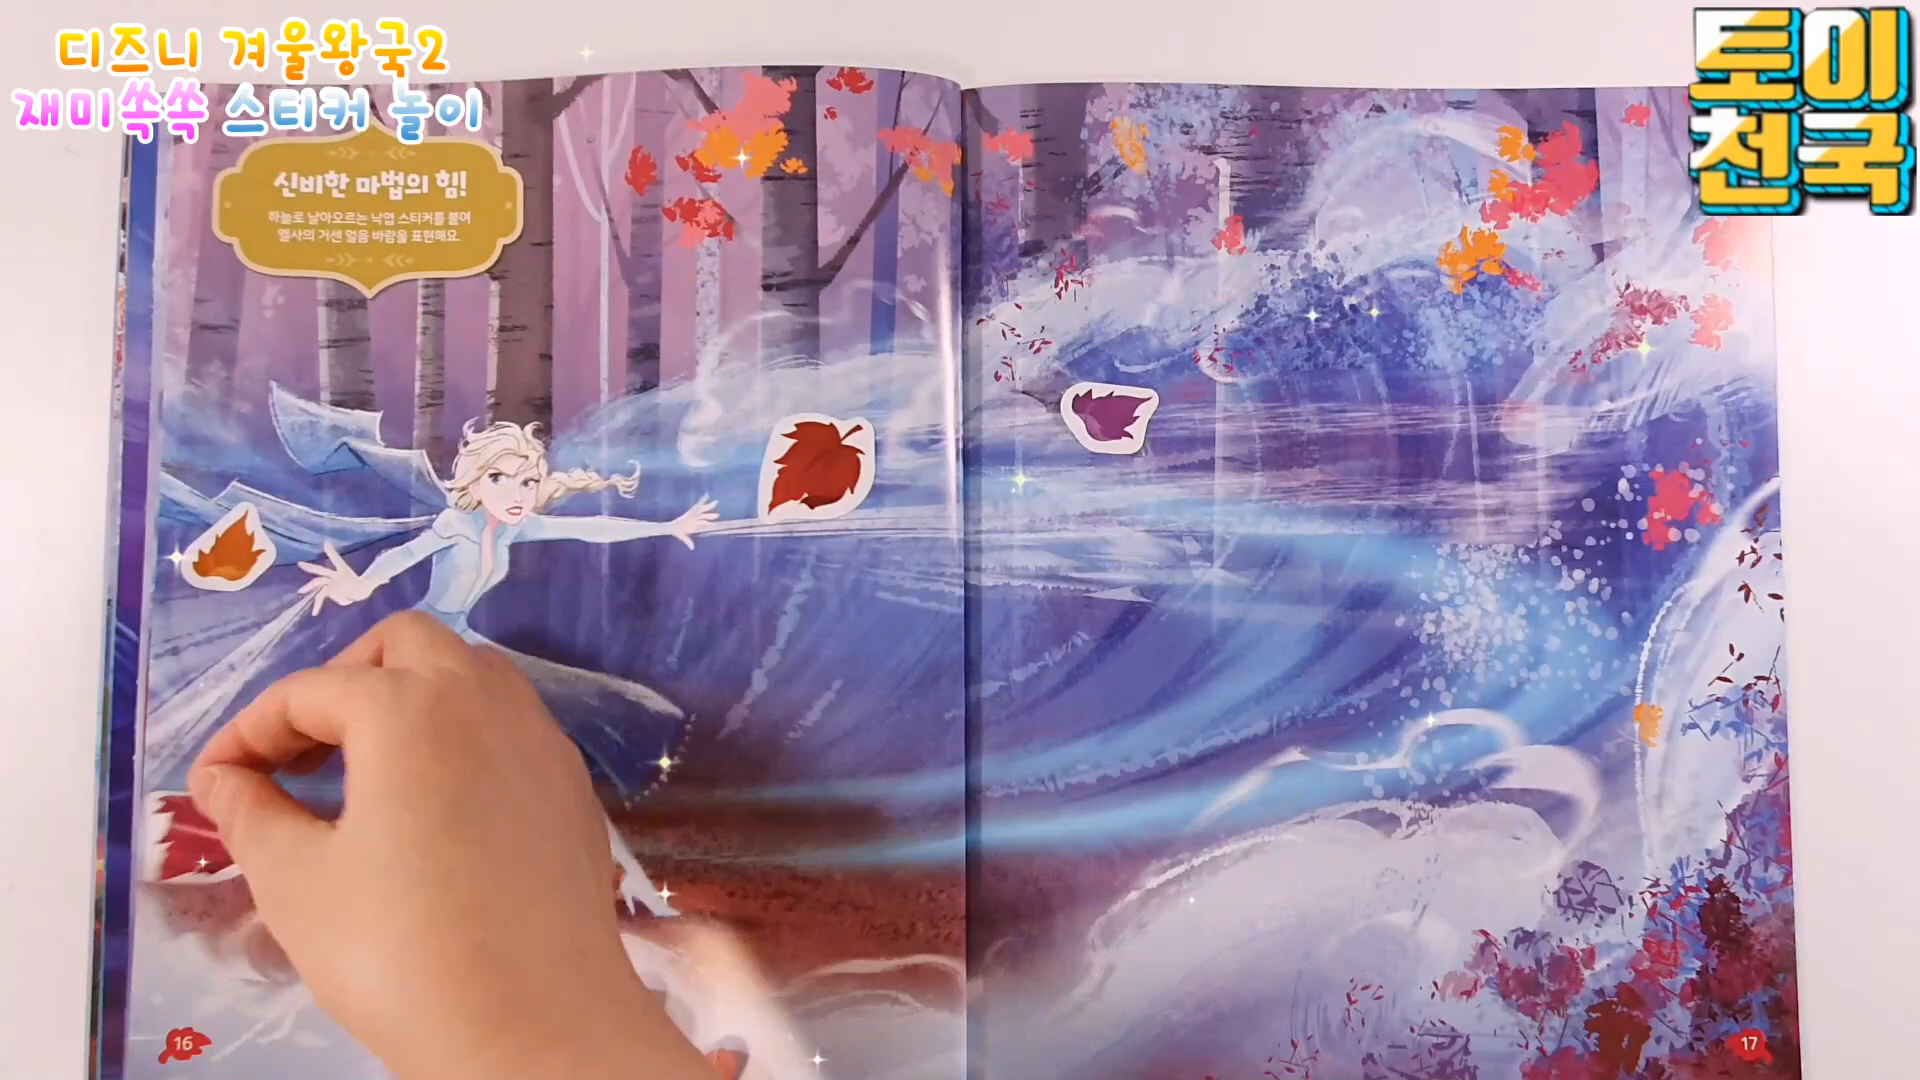 디즈니 겨울왕국2
재미쏙쏙 스티커 놀이
토이
천국
신비한 마법의 힘!
하늘로 날아오르는 낙엽 스티커를 붙여
엘사의 거센 얼음 바람을 표현해요.
16
17